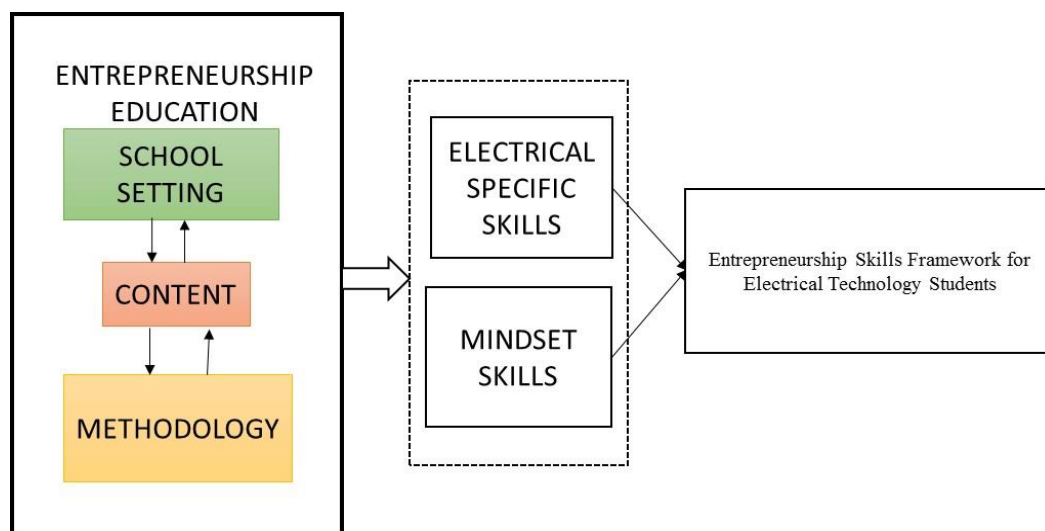 ENTREPRENEURSHIP
EDUCATION
SCHOOL
SETTING
CONTENT
METHODOLOGY
ELECTRICAL
SPECIFIC
SKILLS
MINDSET
SKILLS
Entrepreneurship Skills Framework for
Electrical Technology Students